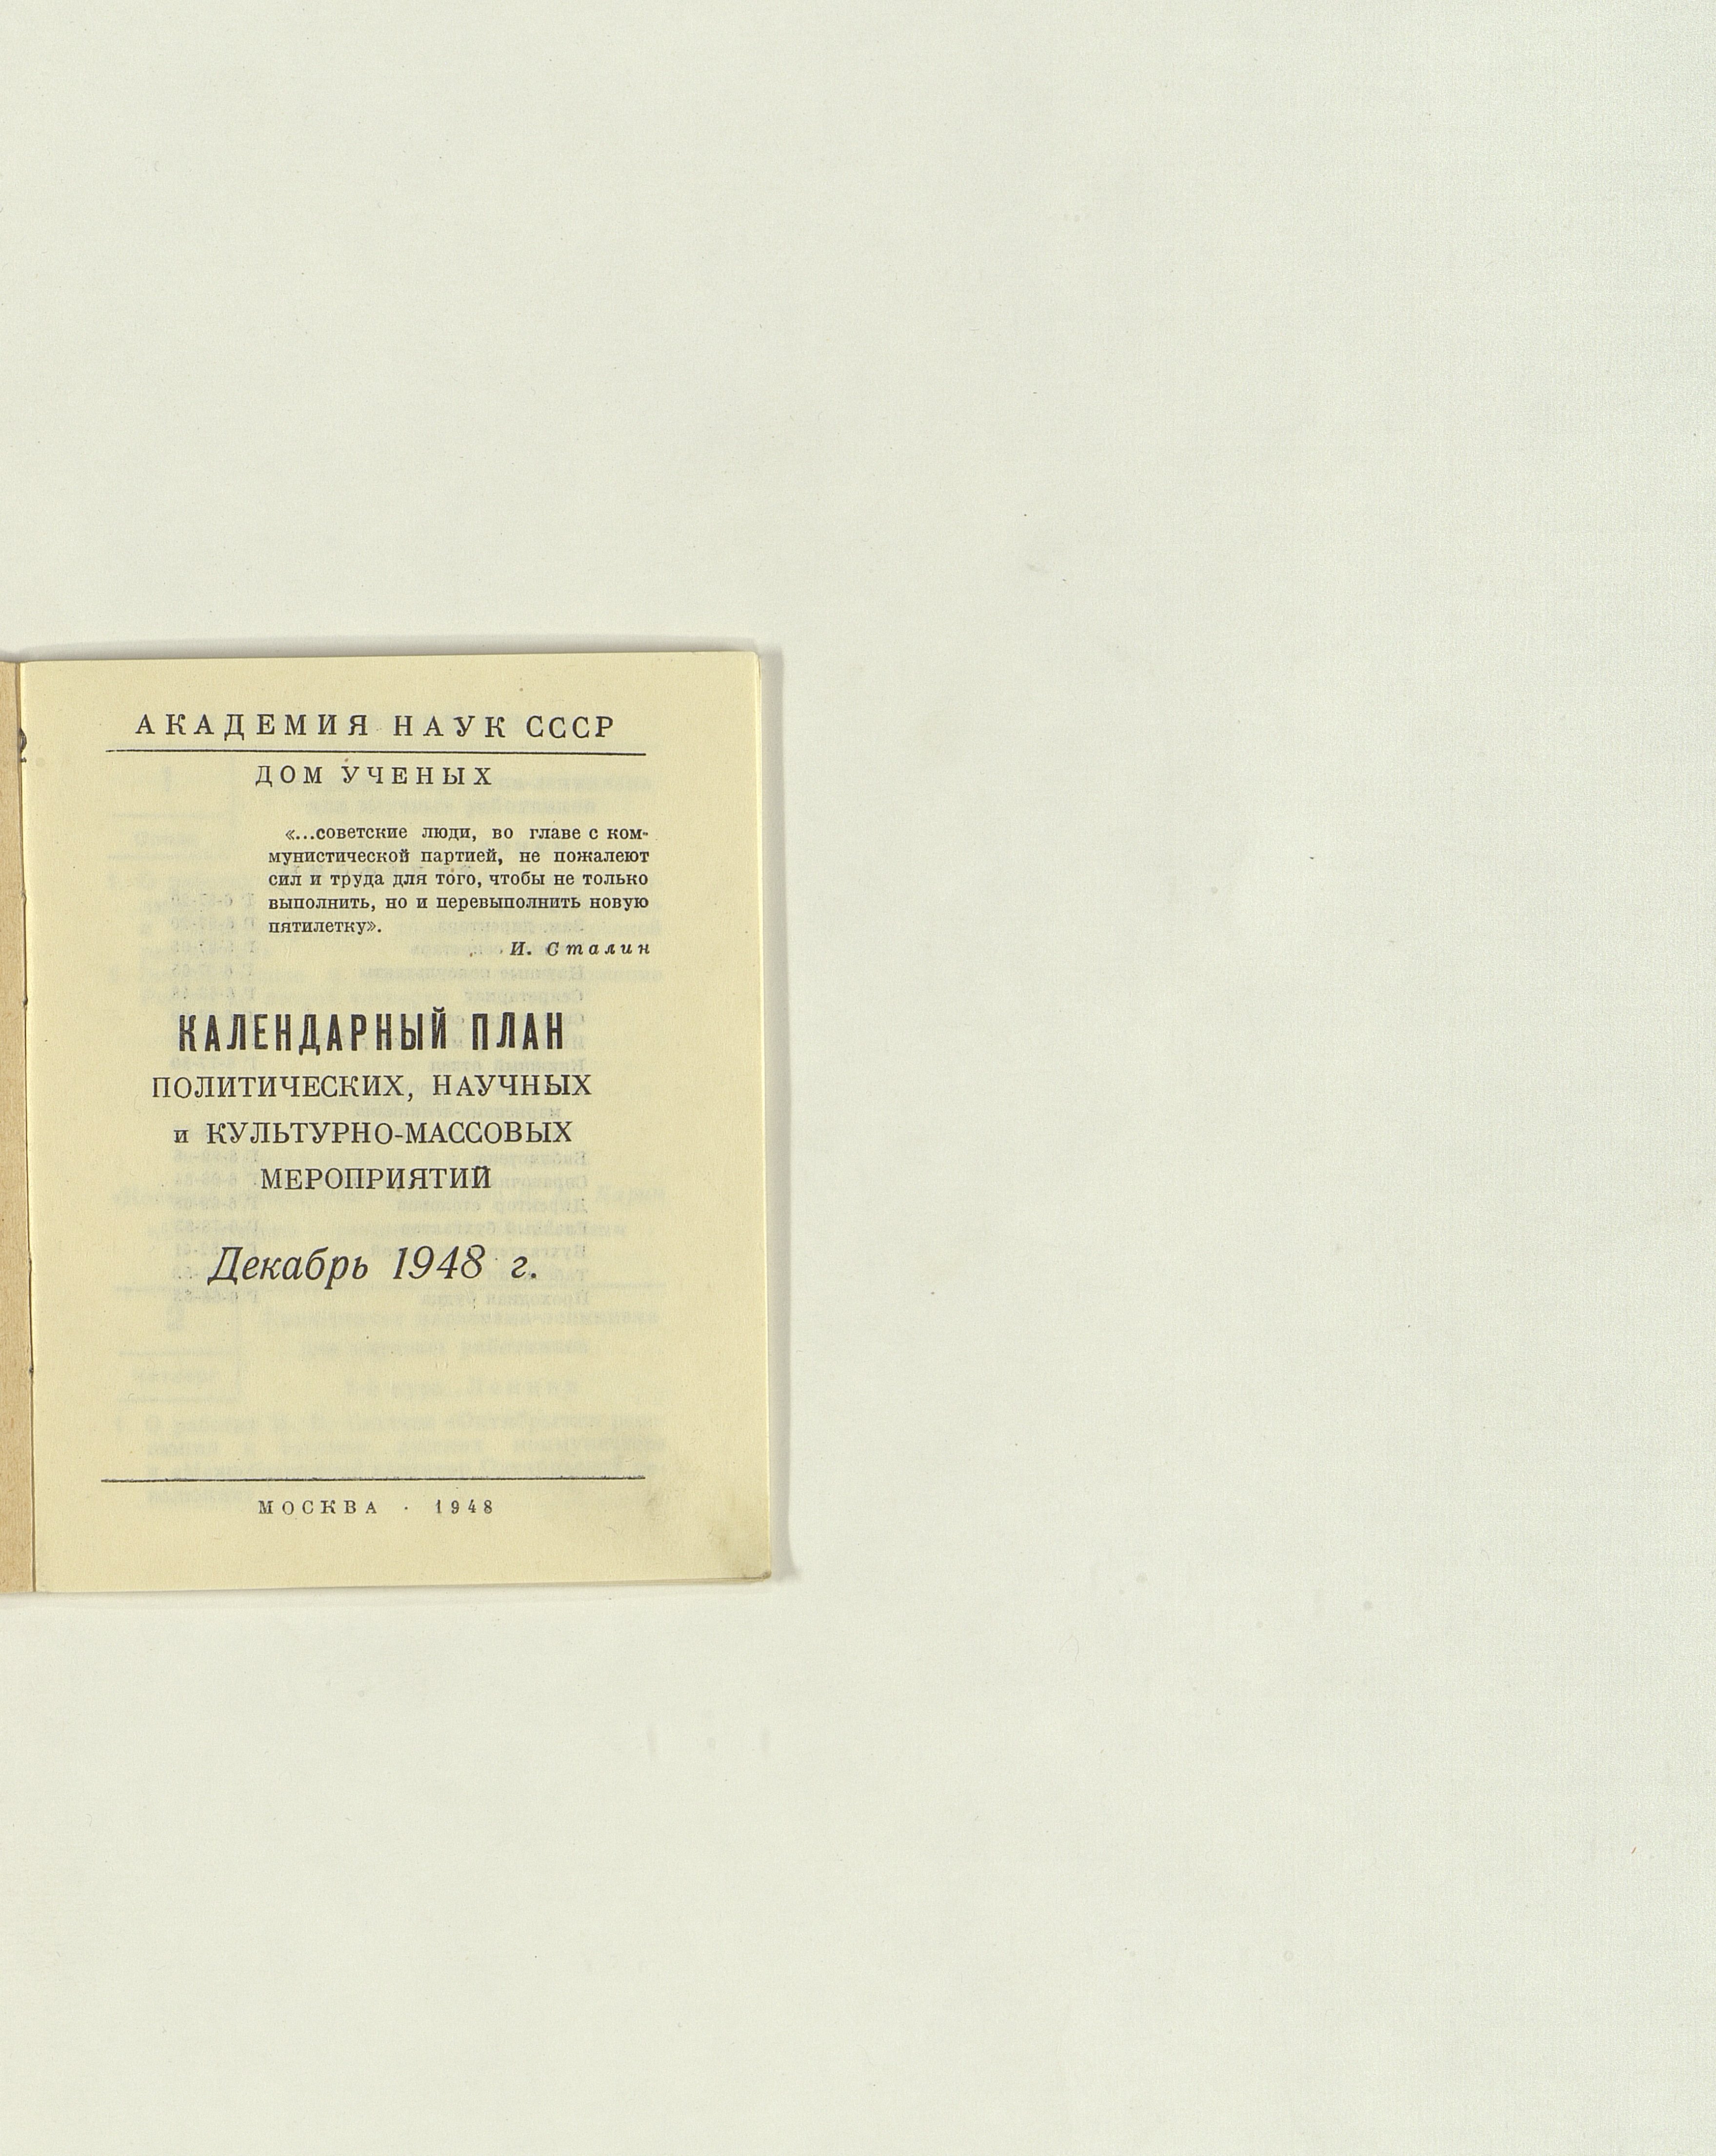 АКАДЕМИЯ НАУК СССР
ДОМ УЧЕНЫХ
«...советские люди, во главе с ком-
мунистической партией, не пожалеют
сил и труда для того, чтобы не только
выполнить, но и перевыполнить новую
пятилетку».
И. Сталин
КАЛЕНДАРНЫЙ ПЛАН
ПОЛИТИЧЕСКИХ, НАУЧНЫХ
и КУЛЬТУРНО-МАССОВЫХ
МЕРОПРИЯТИЙ
Декабрь 1948 г.
МОСКВА · 1948